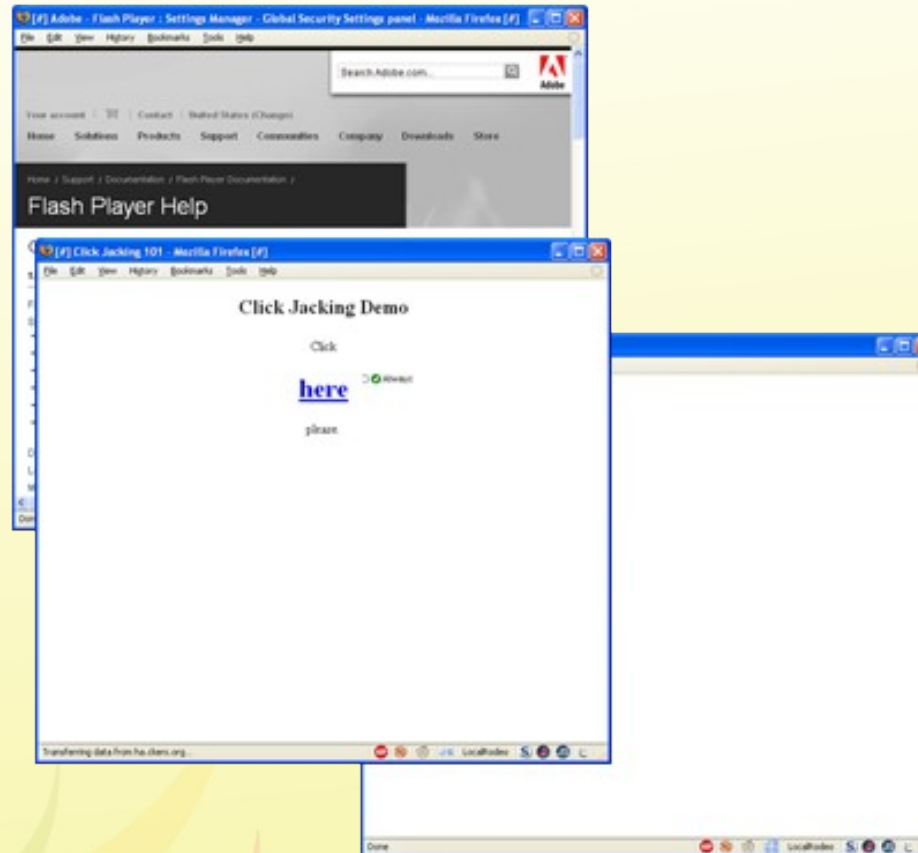 [#] Adobe - Flash Player : Settings Manager - Global Security Settings panel - Mozilla Firefox [#]
File Edit View History Bookmarks Tools Help
Search Adobe.com...
Adobe
Your account | Contact | United States (Change)
Home Solutions Products Support Communities Company Downloads Store
Home / Support / Documentation / Flash Player Documentation /
Flash Player Help
[#] Click Jacking 101 - Mozilla Firefox [#]
File Edit View History Bookmarks Tools Help
Click Jacking Demo
Click
here
Always
please
Transferring data from ha.ckers.org...
LocalRodeo
Done
LocalRodeo